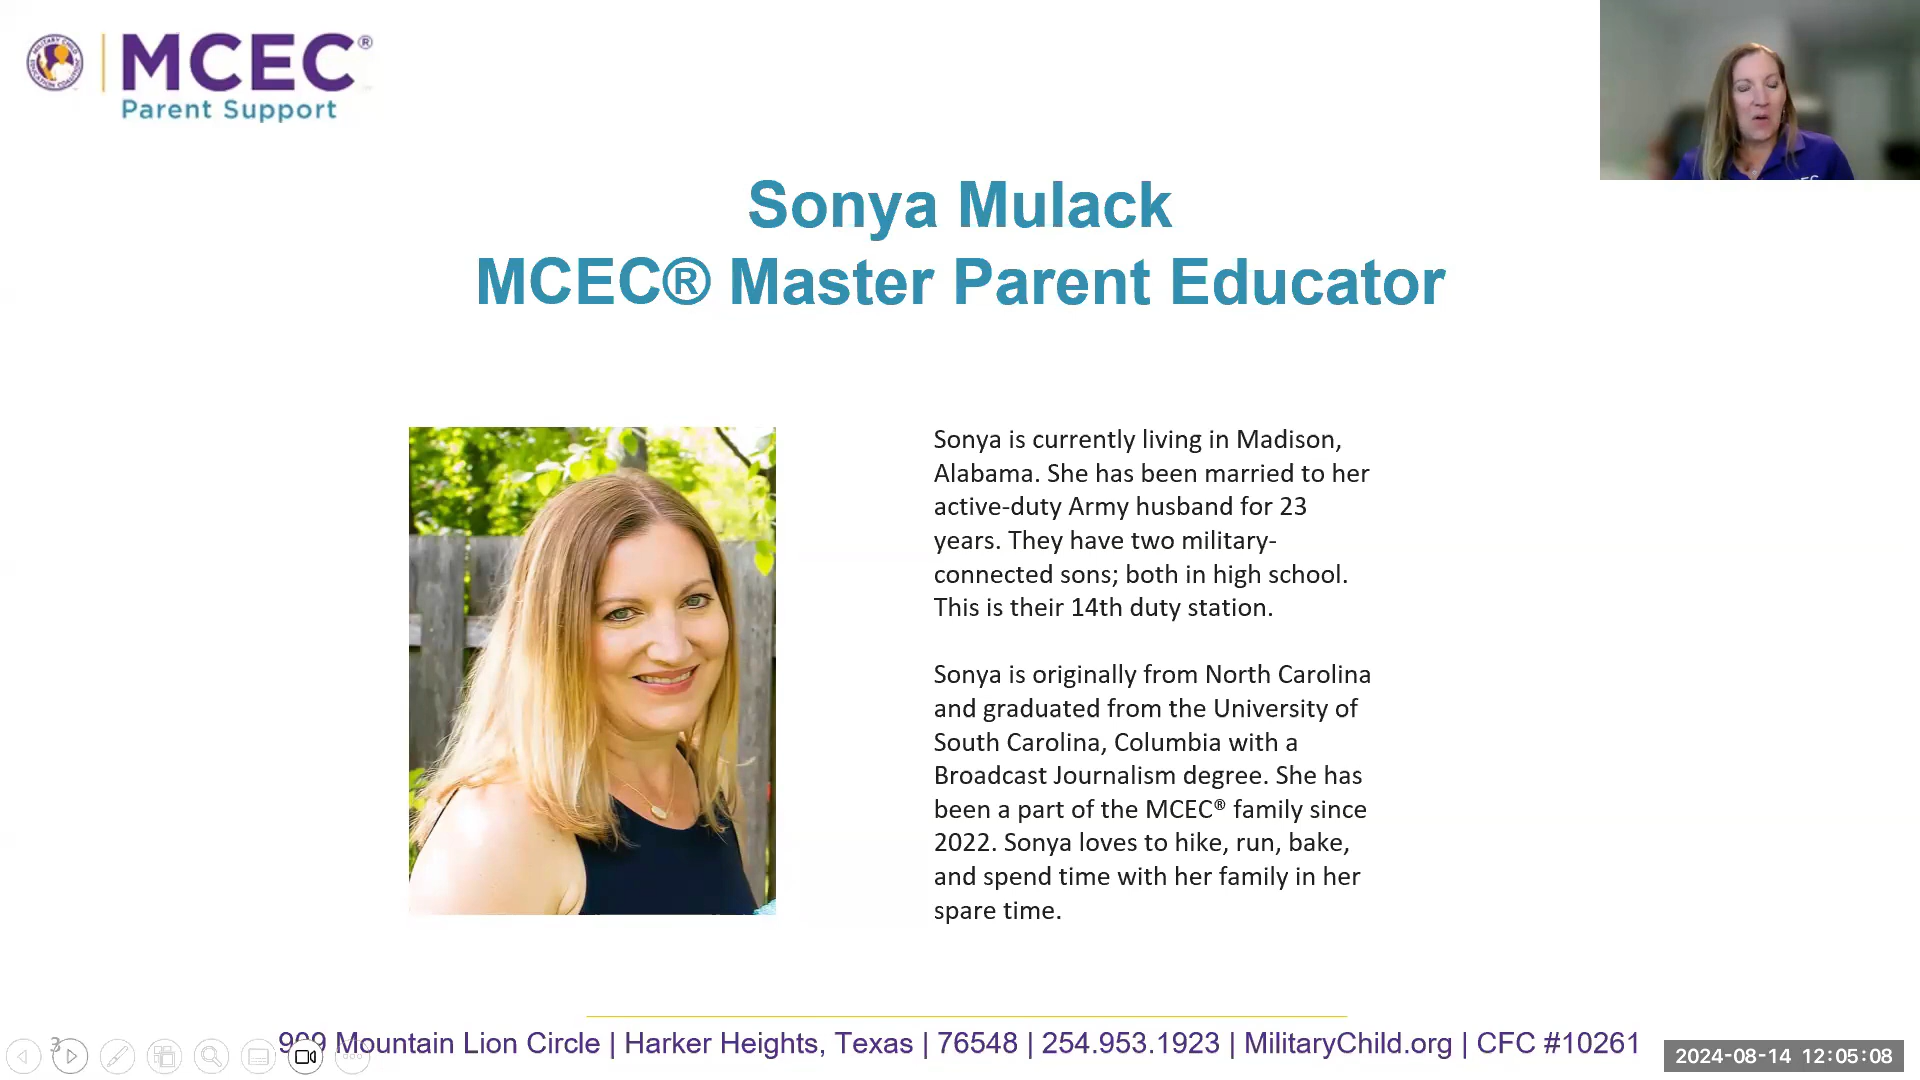 MCEC®
Parent Support
Sonya Mulack
MCEC® Master Parent Educator
Sonya is currently living in Madison,
Alabama. She has been married to her
active-duty Army husband for 23
years. They have two military-
connected sons; both in high school.
This is their 14th duty station.
Sonya is originally from North Carolina
and graduated from the University of
South Carolina, Columbia with a
Broadcast Journalism degree. She has
been a part of the MCEC® family since
2022. Sonya loves to hike, run, bake,
and spend time with her family in her
spare time.
3
909 Mountain Lion Circle | Harker Heights, Texas | 76548 | 254.953.1923 | MilitaryChild.org | CFC #10261
2024-08-14 12:05:08